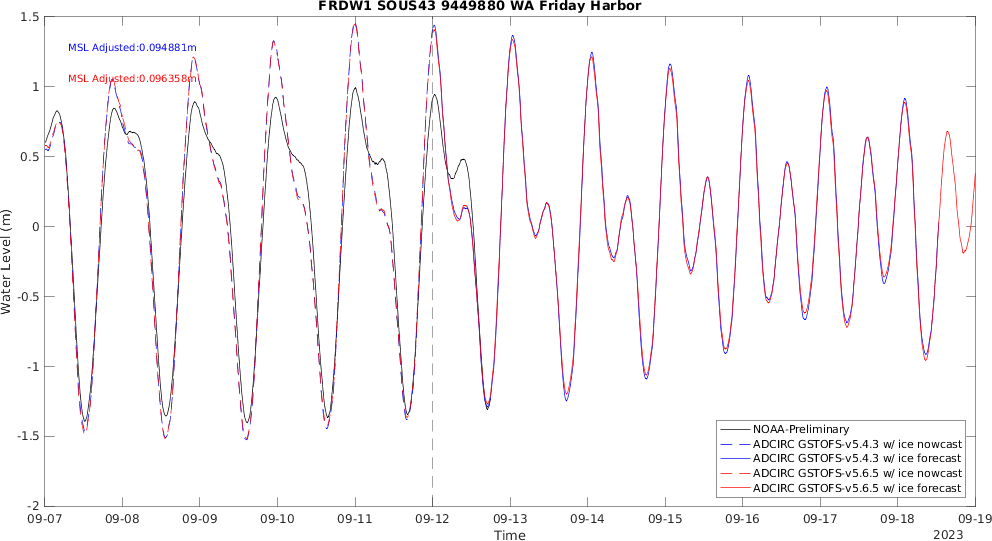 FRDW1 SOUS43 9449880 WA Friday Harbor
MSL Adjusted:0.094881m
MSL Adjusted:0.096358m
Water Level (m)
1.5
1
0.5
0
-0.5
-1
-1.5
-2
NOAA-Preliminary
ADCIRC GSTOFS-v5.4.3 w/ ice nowcast
ADCIRC GSTOFS-v5.4.3 w/ ice forecast
ADCIRC GSTOFS-v5.6.5 w/ ice nowcast
ADCIRC GSTOFS-v5.6.5 w/ ice forecast
09-07 09-08 09-09 09-10 09-11 09-12 09-13 09-14 09-15 09-16 09-17 09-18 09-19
Time
2023